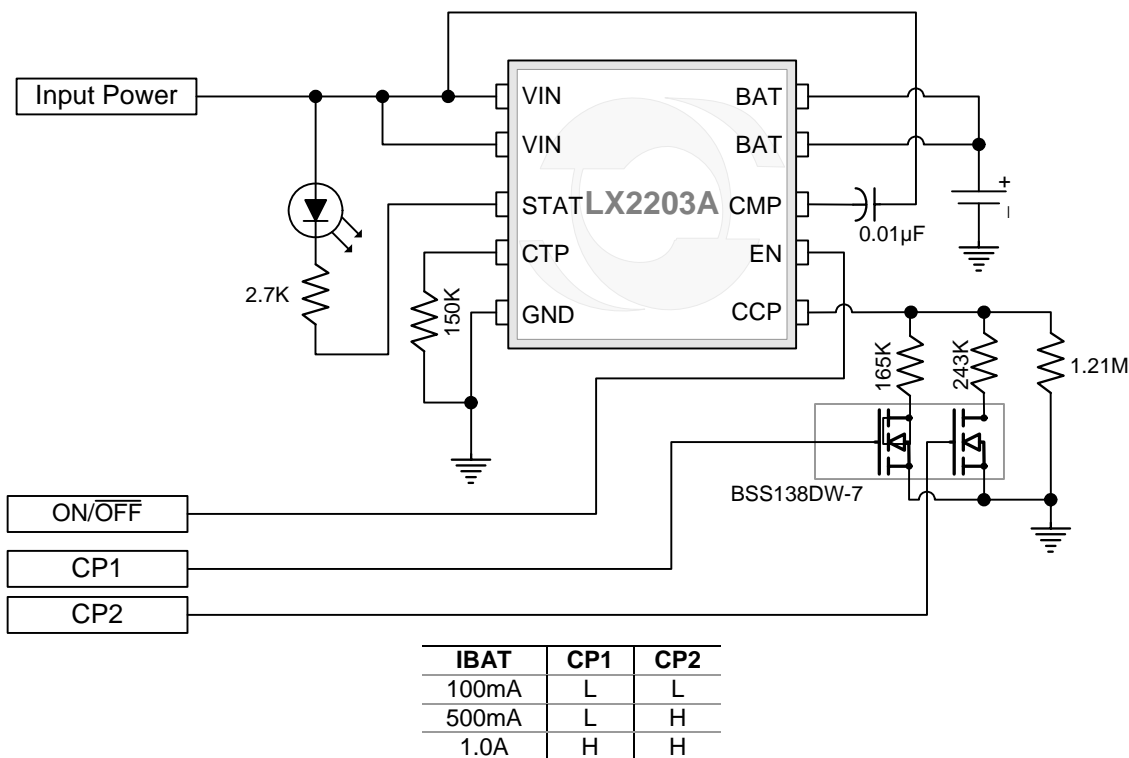 Input Power
VIN
BAT
VIN
BAT
STAT
LX2203A
CMP
CTP
EN
GND
CCP
+
–
0.01µF
2.7K
150K
165K
243K
1.21M
BSS138DW-7
ON/OFF
CP1
CP2
IBAT CP1 CP2
100mA L L
500mA L H
1.0A H H